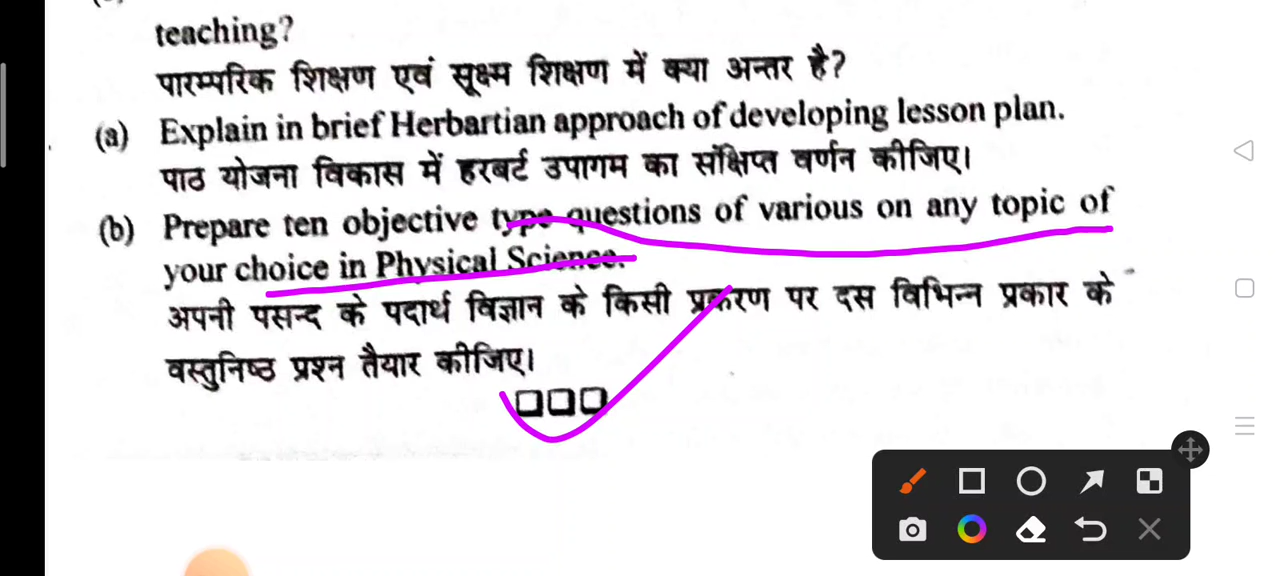 teaching?
पारम्परिक शिक्षण एवं सूक्ष्म शिक्षण में क्या अन्तर है?
(a) Explain in brief Herbartian approach of developing lesson plan.
पाठ योजना विकास में हरबर्ट उपागम का संक्षिप्त वर्णन कीजिए।
(b) Prepare ten objective type questions of various on any topic of
your choice in Physical Science.
अपनी पसन्द के पदार्थ विज्ञान के किसी प्रकरण पर दस विभिन्न प्रकार के
वस्तुनिष्ठ प्रश्न तैयार कीजिए।